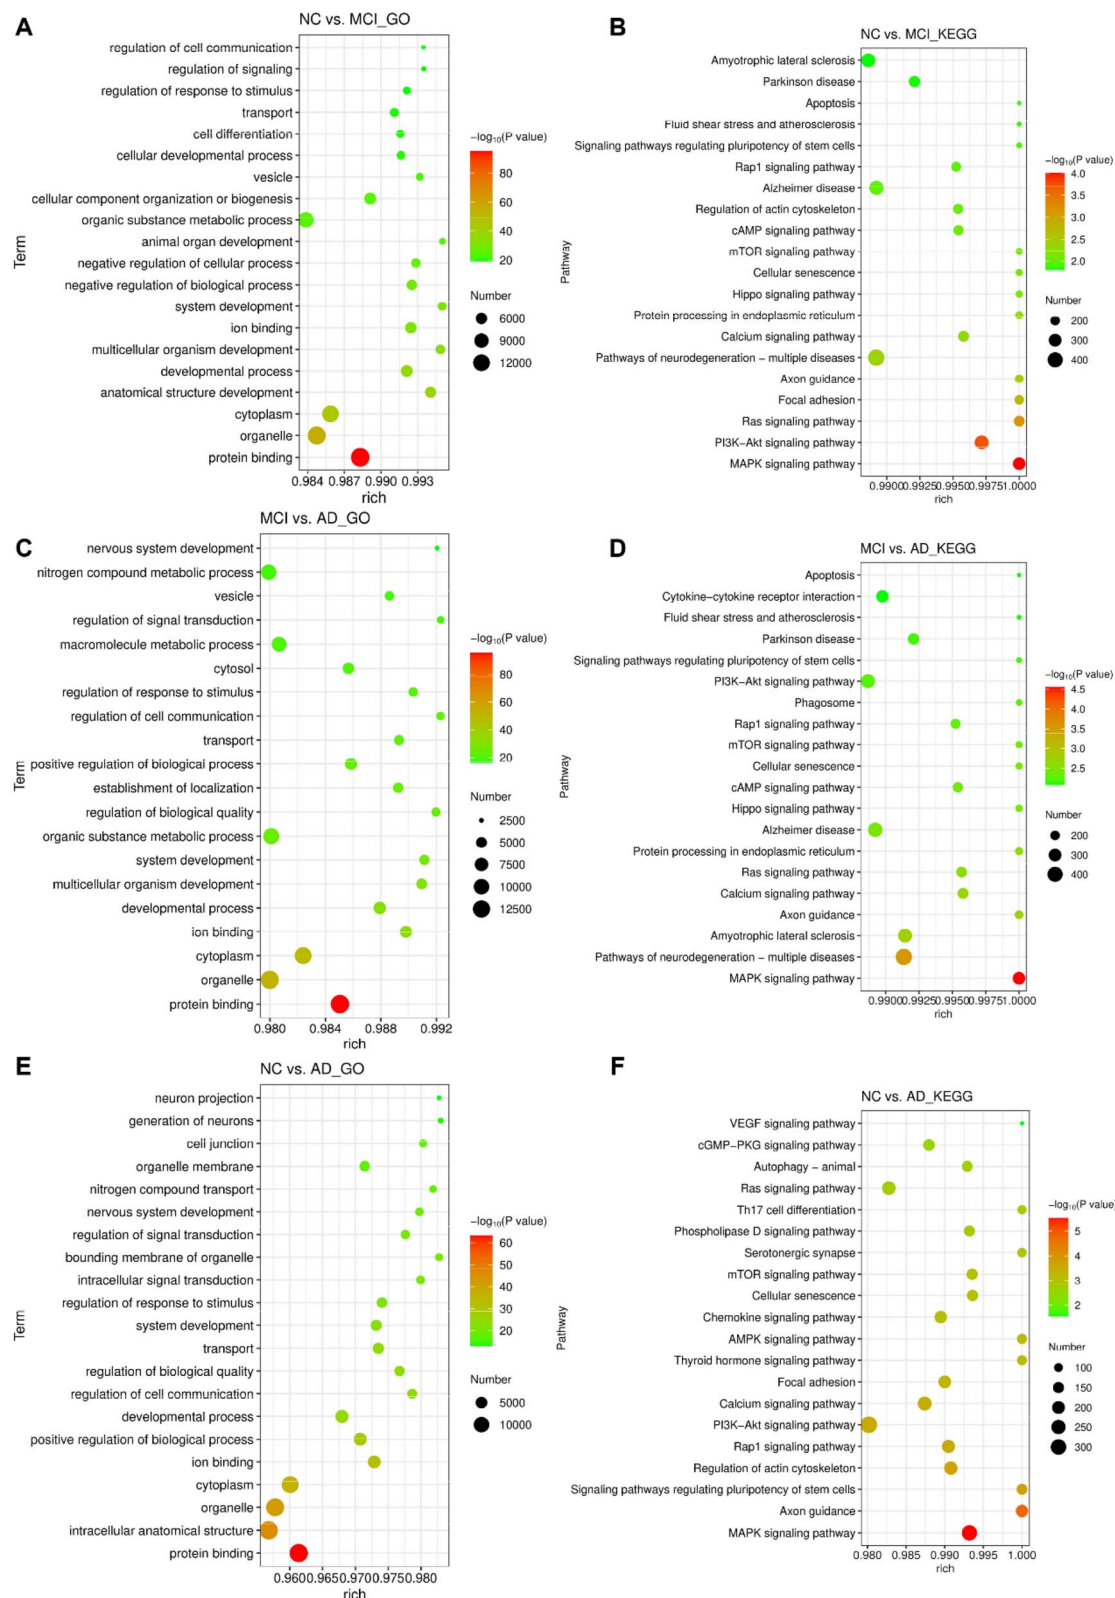 A
NC vs. MCI_GO
Term
regulation of cell communication
regulation of signaling
regulation of response to stimulus
transport
cell differentiation
cellular developmental process
vesicle
cellular component organization or biogenesis
organic substance metabolic process
animal organ development
negative regulation of cellular process
negative regulation of biological process
system development
ion binding
multicellular organism development
developmental process
anatomical structure development
cytoplasm
organelle
protein binding
0.984 0.987 0.990 0.993
rich
−log10(P value)
80
60
40
20
Number
6000
9000
12000
B
NC vs. MCI_KEGG
Pathway
Amyotrophic lateral sclerosis
Parkinson disease
Apoptosis
Fluid shear stress and atherosclerosis
Signaling pathways regulating pluripotency of stem cells
Rap1 signaling pathway
Alzheimer disease
Regulation of actin cytoskeleton
cAMP signaling pathway
mTOR signaling pathway
Cellular senescence
Hippo signaling pathway
Protein processing in endoplasmic reticulum
Calcium signaling pathway
Pathways of neurodegeneration − multiple diseases
Axon guidance
Focal adhesion
Ras signaling pathway
PI3K−Akt signaling pathway
MAPK signaling pathway
0.9900 0.9925 0.9950 0.9975 1.0000
rich
−log10(P value)
4.0
3.5
3.0
2.5
2.0
Number
200
300
400
C
MCI vs. AD_GO
Term
nervous system development
nitrogen compound metabolic process
vesicle
regulation of signal transduction
macromolecule metabolic process
cytosol
regulation of response to stimulus
regulation of cell communication
transport
positive regulation of biological process
establishment of localization
regulation of biological quality
organic substance metabolic process
system development
multicellular organism development
developmental process
ion binding
cytoplasm
organelle
protein binding
0.980 0.984 0.988 0.992
rich
−log10(P value)
80
60
40
20
Number
2500
5000
7500
10000
12500
D
MCI vs. AD_KEGG
Pathway
Apoptosis
Cytokine−cytokine receptor interaction
Fluid shear stress and atherosclerosis
Parkinson disease
Signaling pathways regulating pluripotency of stem cells
PI3K−Akt signaling pathway
Phagosome
Rap1 signaling pathway
mTOR signaling pathway
Cellular senescence
cAMP signaling pathway
Hippo signaling pathway
Alzheimer disease
Protein processing in endoplasmic reticulum
Ras signaling pathway
Calcium signaling pathway
Axon guidance
Amyotrophic lateral sclerosis
Pathways of neurodegeneration − multiple diseases
MAPK signaling pathway
0.9900 0.9925 0.9950 0.9975 1.0000
rich
−log10(P value)
4.5
4.0
3.5
3.0
2.5
Number
200
300
400
E
NC vs. AD_GO
Term
neuron projection
generation of neurons
cell junction
organelle membrane
nitrogen compound transport
nervous system development
regulation of signal transduction
bounding membrane of organelle
intracellular signal transduction
regulation of response to stimulus
system development
transport
regulation of biological quality
regulation of cell communication
developmental process
positive regulation of biological process
ion binding
cytoplasm
organelle
intracellular anatomical structure
protein binding
0.960 0.965 0.970 0.975 0.980
rich
−log10(P value)
60
50
40
30
20
Number
5000
10000
F
NC vs. AD_KEGG
Pathway
VEGF signaling pathway
cGMP−PKG signaling pathway
Autophagy − animal
Ras signaling pathway
Th17 cell differentiation
Phospholipase D signaling pathway
Serotonergic synapse
mTOR signaling pathway
Cellular senescence
Chemokine signaling pathway
AMPK signaling pathway
Thyroid hormone signaling pathway
Focal adhesion
Calcium signaling pathway
PI3K−Akt signaling pathway
Rap1 signaling pathway
Regulation of actin cytoskeleton
Signaling pathways regulating pluripotency of stem cells
Axon guidance
MAPK signaling pathway
0.980 0.985 0.990 0.995 1.000
rich
−log10(P value)
5
4
3
2
Number
100
150
200
250
300